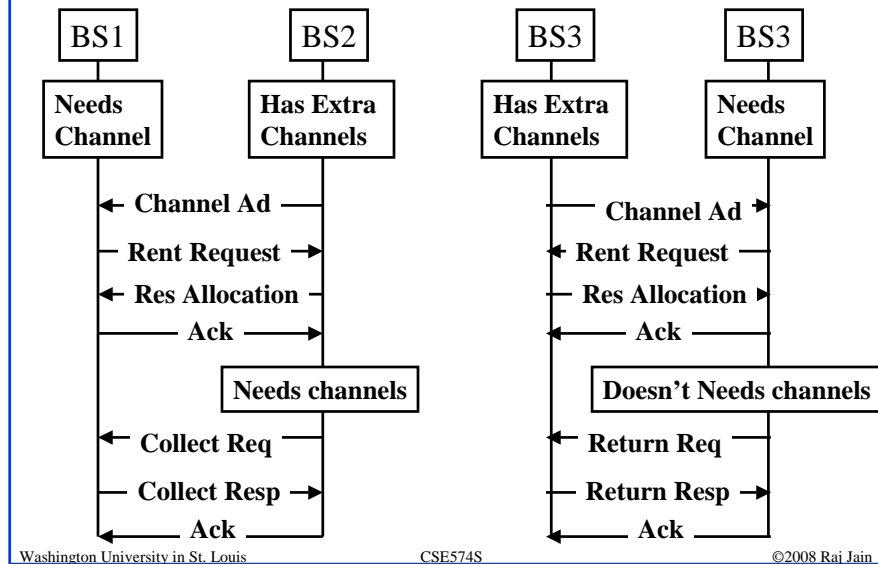 BS1 BS2 BS3 BS3
Needs
Channel
Has Extra
Channels
Has Extra
Channels
Needs
Channel
Channel Ad
Channel Ad
Rent Request
Rent Request
Res Allocation
Res Allocation
Ack
Ack
Needs channels
Doesn't Needs channels
Collect Req
Return Req
Collect Resp
Return Resp
Ack
Ack
Washington University in St. Louis CSE574S ©2008 Raj Jain